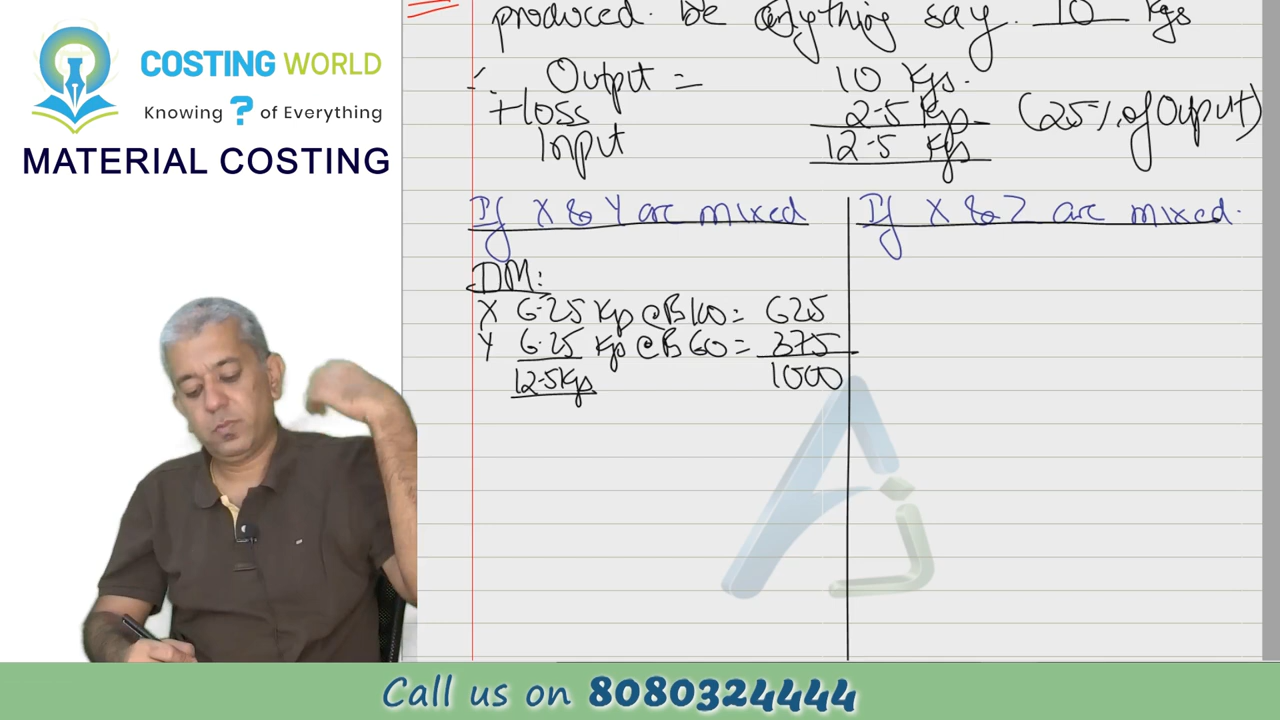 produced. be anything say 10 Kgs
COSTING WORLD
Knowing ? of Everything
MATERIAL COSTING
∴ Output = 10 Kgs.
+ loss 2.5 Kgs (25% of Output)
Input 12.5 Kgs
If X & Y are mixed
If X & Z are mixed.
DM:
X 6.25 Kgs @ Rs 100 = 625
Y 6.25 Kgs @ Rs 60 = 375
12.5 Kgs 1000
Call us on 8080324444